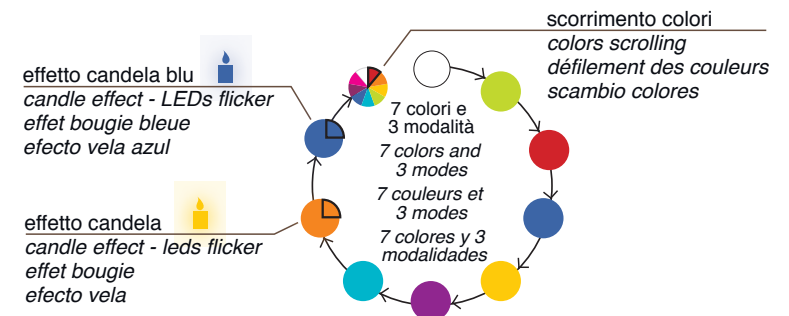 scorrimento colori
colors scrolling
défilement des couleurs
scambio colores
effetto candela blu
candle effect - LEDs flicker
effet bougie bleue
efecto vela azul
7 colori e
3 modalità
7 colors and
3 modes
7 couleurs et
3 modes
7 colores y 3
modalidades
effetto candela
candle effect - leds flicker
effet bougie
efecto vela